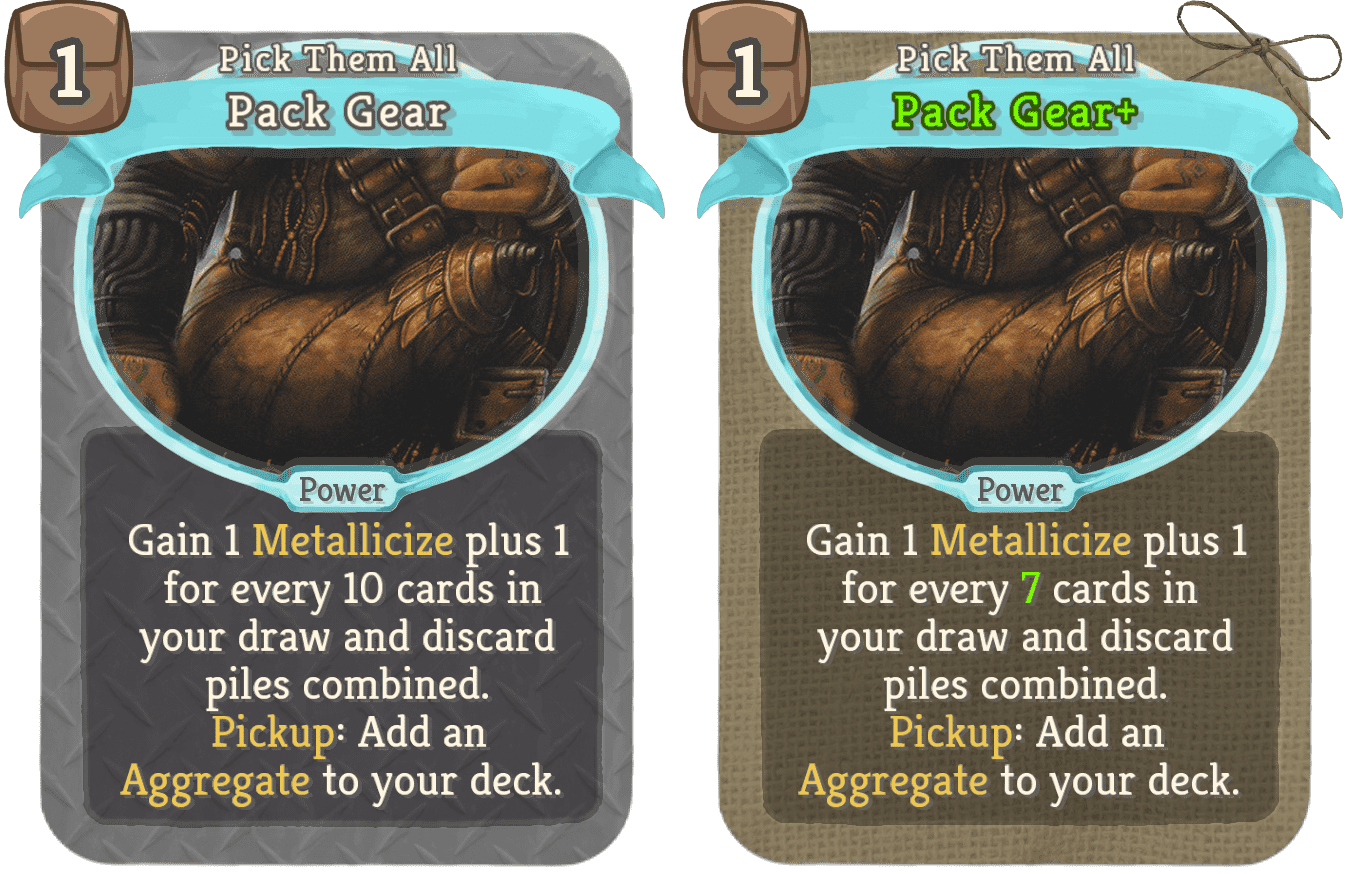 1
Pick Them All
Pack Gear
Power
Gain 1 Metallicize plus 1
for every 10 cards in
your draw and discard
piles combined.
Pickup: Add an
Aggregate to your deck.
1
Pick Them All
Pack Gear+
Power
Gain 1 Metallicize plus 1
for every 7 cards in
your draw and discard
piles combined.
Pickup: Add an
Aggregate to your deck.